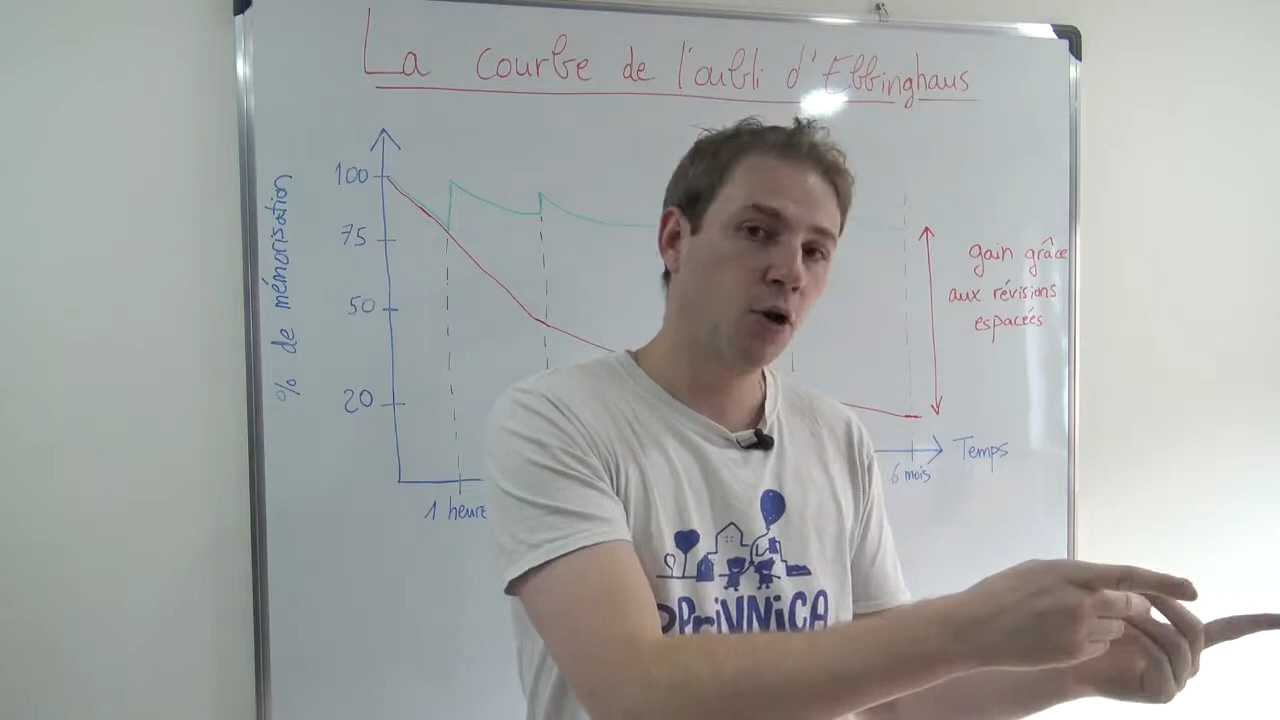 La courbe de l'oubli d'Ebbinghaus
% de mémorisation
100
75
50
20
1 heure
6 mois
Temps
gain grâce
aux révisions
espacées
PriVNiCA